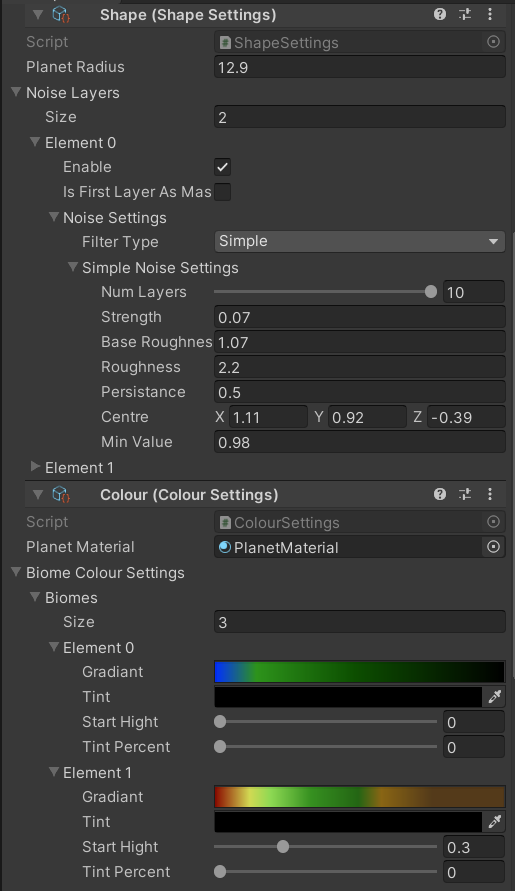 Shape (Shape Settings)
Script ShapeSettings
Planet Radius 12.9
Noise Layers
Size 2
Element 0
Enable
Is First Layer As Mas
Noise Settings
Filter Type Simple
Simple Noise Settings
Num Layers 10
Strength 0.07
Base Roughnes 1.07
Roughness 2.2
Persistance 0.5
Centre X 1.11 Y 0.92 Z -0.39
Min Value 0.98
Element 1
Colour (Colour Settings)
Script ColourSettings
Planet Material PlanetMaterial
Biome Colour Settings
Biomes
Size 3
Element 0
Gradiant
Tint
Start Hight 0
Tint Percent 0
Element 1
Gradiant
Tint
Start Hight 0.3
Tint Percent 0